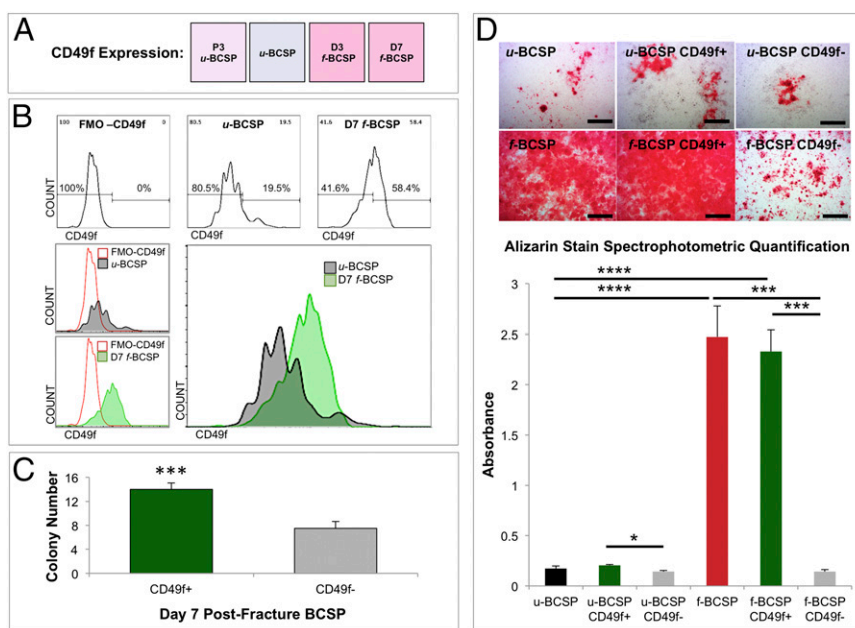 A
CD49f Expression:
P3
u-BCSP
u-BCSP
D3
f-BCSP
D7
f-BCSP
B
100 FMO –CD49f 0
100% 0%
COUNT
CD49f
80.5 u-BCSP 19.5
80.5% 19.5%
CD49f
41.6 D7 f-BCSP 58.4
41.6% 58.4%
CD49f
FMO-CD49f
u-BCSP
COUNT
CD49f
FMO-CD49f
D7 f-BCSP
COUNT
CD49f
u-BCSP
D7 f-BCSP
COUNT
CD49f
C
Colony Number
16
12
8
4
0
***
CD49f+ CD49f-
Day 7 Post-Fracture BCSP
D
u-BCSP u-BCSP CD49f+ u-BCSP CD49f-
f-BCSP f-BCSP CD49f+ f-BCSP CD49f-
Alizarin Stain Spectrophotometric Quantification
Absorbance
3
2.5
2
1.5
1
0.5
0
****
**** ***
***
*
u-BCSP
u-BCSP
CD49f+
u-BCSP
CD49f-
f-BCSP
f-BCSP
CD49f+
f-BCSP
CD49f-